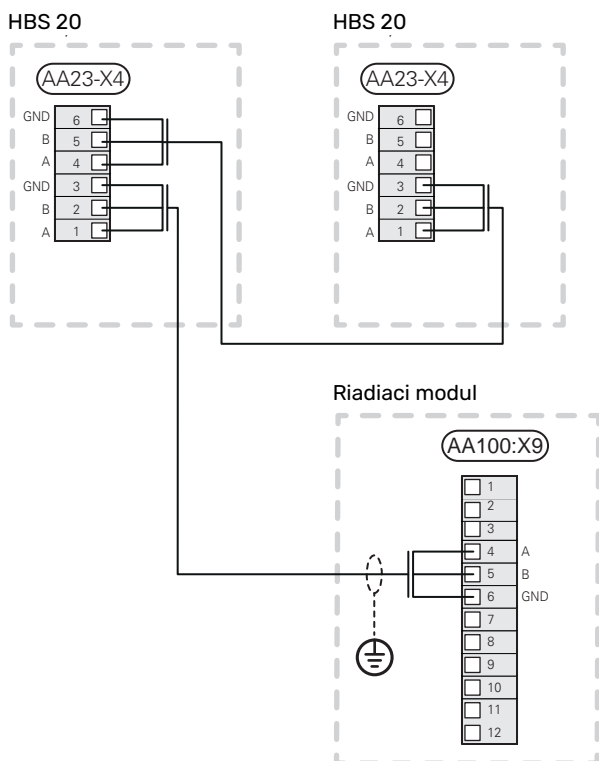 HBS 20
HBS 20
AA23-X4
GND 6
B 5
A 4
GND 3
B 2
A 1
AA23-X4
GND 6
B 5
A 4
GND 3
B 2
A 1
Riadiaci modul
AA100:X9
1
2
3
4 A
5 B
6 GND
7
8
9
10
11
12